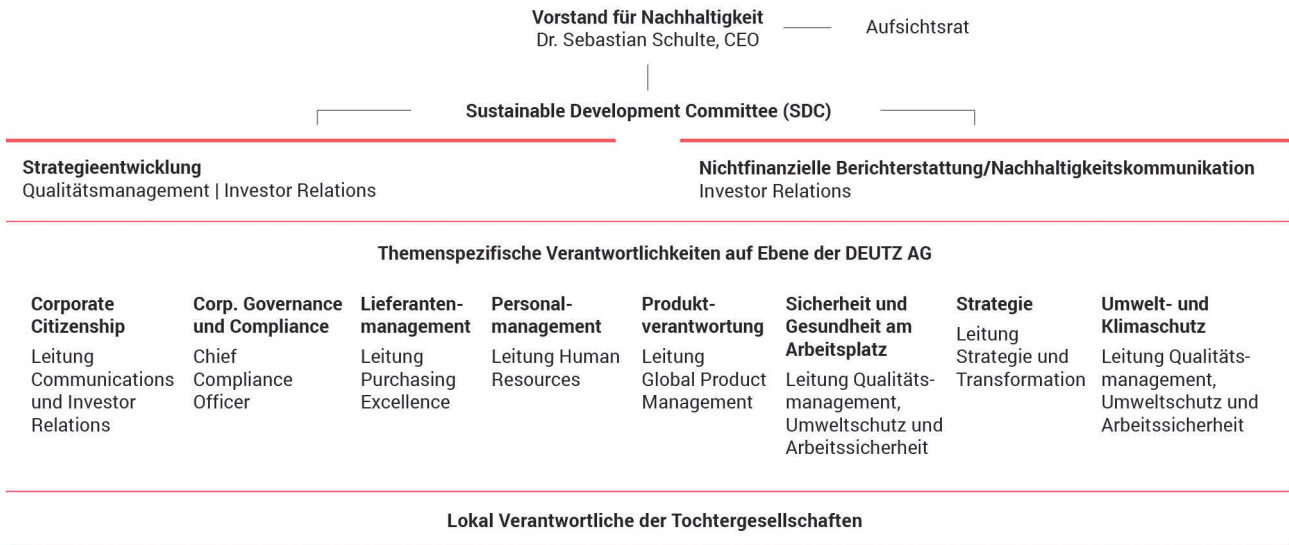 Vorstand für Nachhaltigkeit
Dr. Sebastian Schulte, CEO
Aufsichtsrat
Sustainable Development Committee (SDC)
Strategieentwicklung
Qualitätsmanagement | Investor Relations
Nichtfinanzielle Berichterstattung/Nachhaltigkeitskommunikation
Investor Relations
Themenspezifische Verantwortlichkeiten auf Ebene der DEUTZ AG
Corporate
Citizenship
Leitung
Communications
und Investor
Relations
Corp. Governance
und Compliance
Chief
Compliance
Officer
Lieferanten-
management
Leitung
Purchasing
Excellence
Personal-
management
Leitung Human
Resources
Produkt-
verantwortung
Leitung
Global Product
Management
Sicherheit und
Gesundheit am
Arbeitsplatz
Leitung Qualitäts-
management,
Umweltschutz und
Arbeitssicherheit
Strategie
Leitung
Strategie und
Transformation
Umwelt- und
Klimaschutz
Leitung Qualitäts-
management,
Umweltschutz und
Arbeitssicherheit
Lokal Verantwortliche der Tochtergesellschaften